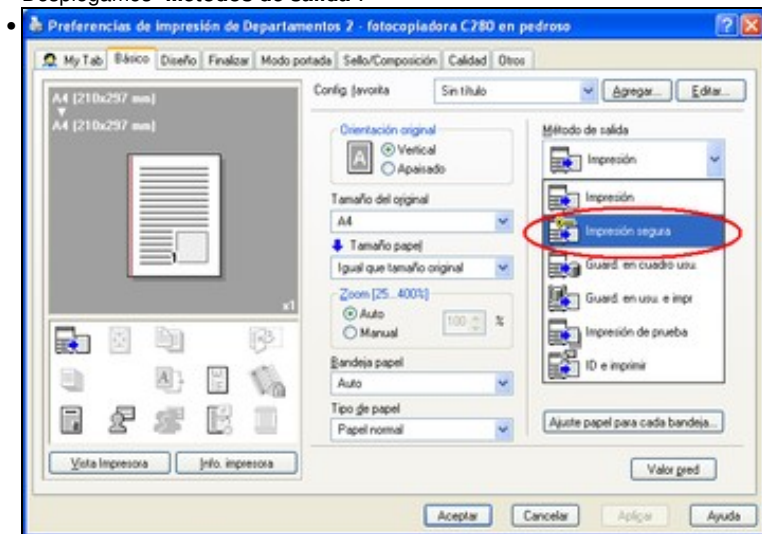 Desplegamos "Métodos de salida".
Preferencias de impresión de Departamentos 2 - fotocopiadora C280 en pedroso
My Tab Básico Diseño Finalizar Modo portada Sello/Composición Calidad Otros
A4 [210x297 mm]
A4 [210x297 mm]
x1
Vista Impresora
Info. impresora
Config. favorita
Sin título
Agregar...
Editar...
Orientación original
A
Vertical
Apaisado
Tamaño del original
A4
Tamaño papel
Igual que tamaño original
Zoom [25...400%]
Auto
Manual
100 %
Bandeja papel
Auto
Tipo de papel
Papel normal
Método de salida
Impresión
Impresión
Impresión segura
Guard. en cuadro usu.
Guard. en usu. e impr
Impresión de prueba
ID e imprimir
Ajuste papel para cada bandeja...
Valor pred
Aceptar
Cancelar
Aplicar
Ayuda